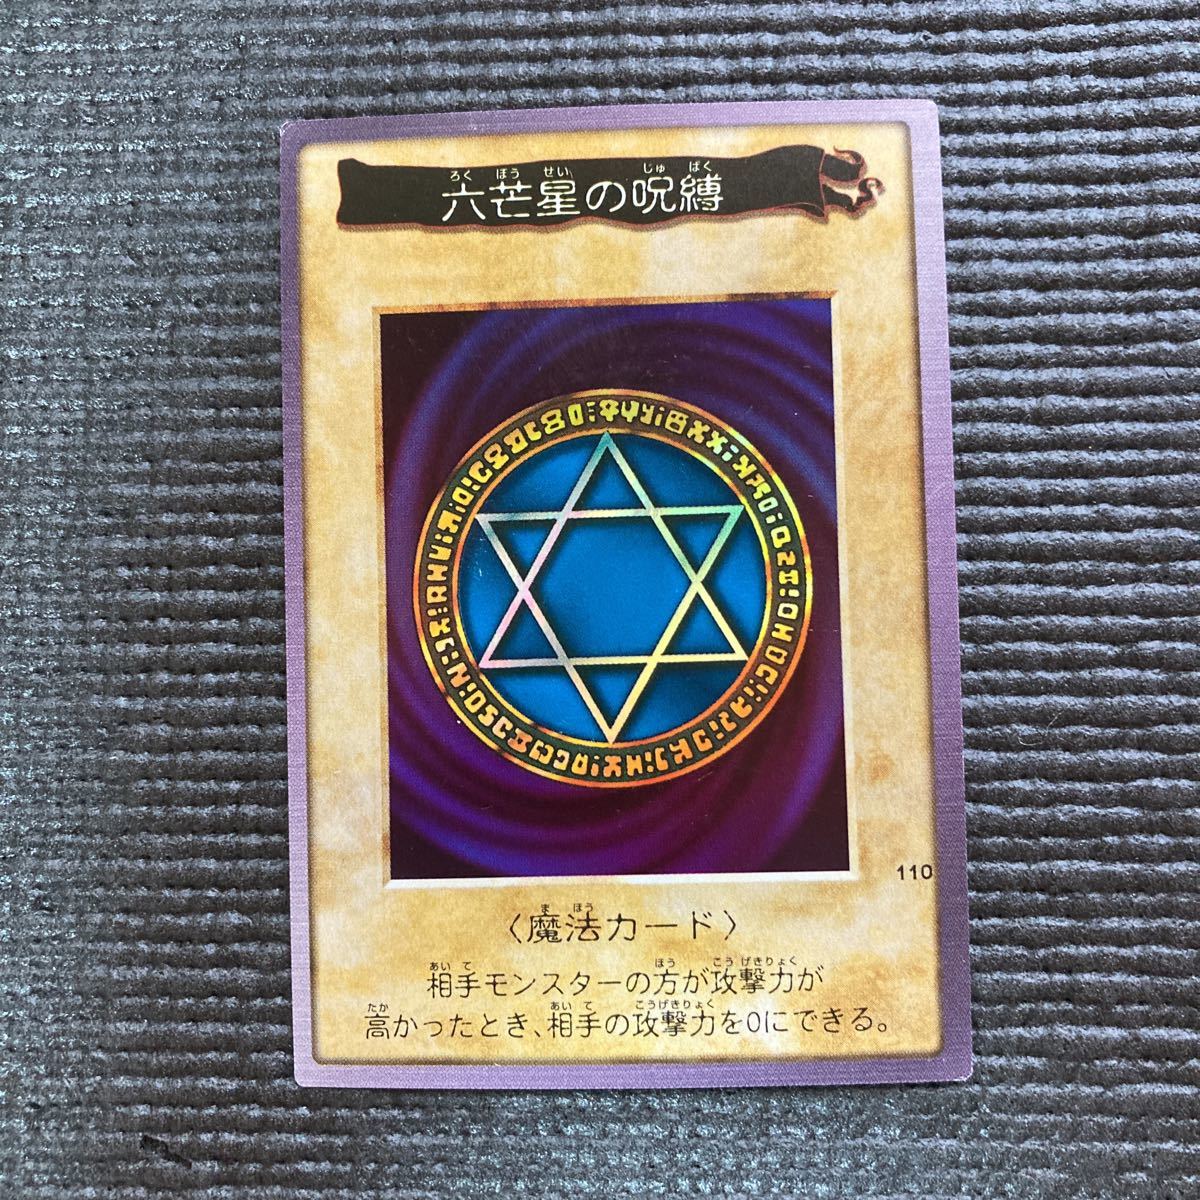 ろくぼうせい じゅばく
六芒星の呪縛
110
まほう
〈魔法カード〉
あいて ほう こうげきりょく
相手モンスターの方が攻撃力が
たか あいて こうげきりょく
高かったとき、相手の攻撃力を0にできる。